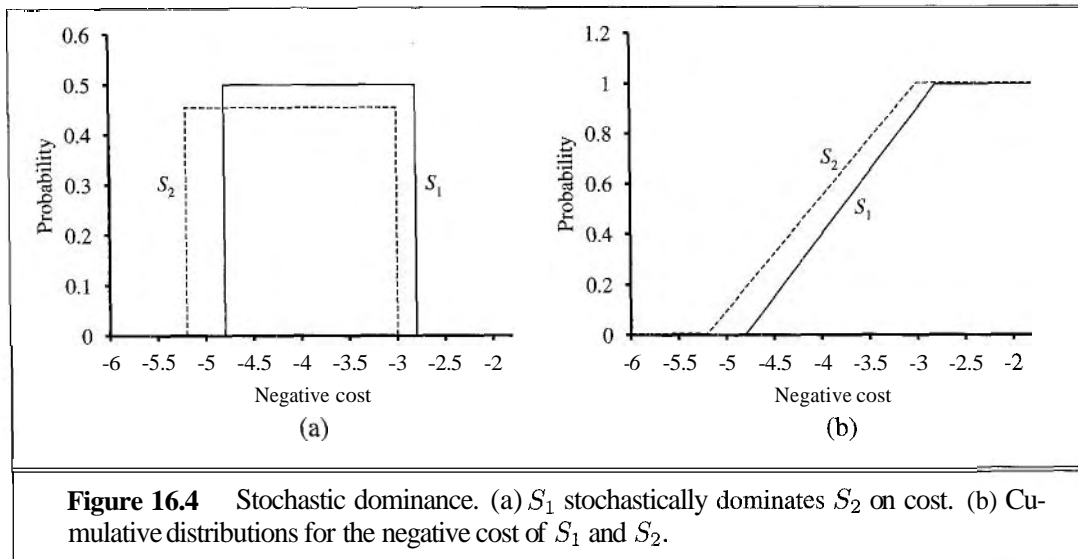 0.6
0.5
0.4
0.3
0.2
0.1
0
Probability
S₂
S₁
-6 -5.5 -5 -4.5 -4 -3.5 -3 -2.5 -2
Negative cost
(a)
1.2
1
0.8
0.6
0.4
0.2
0
Probability
S₂
S₁
-6 -5.5 -5 -4.5 -4 -3.5 -3 -2.5 -2
Negative cost
(b)
Figure 16.4 Stochastic dominance. (a) S₁ stochastically dominates S₂ on cost. (b) Cu-
mulative distributions for the negative cost of S₁ and S₂.